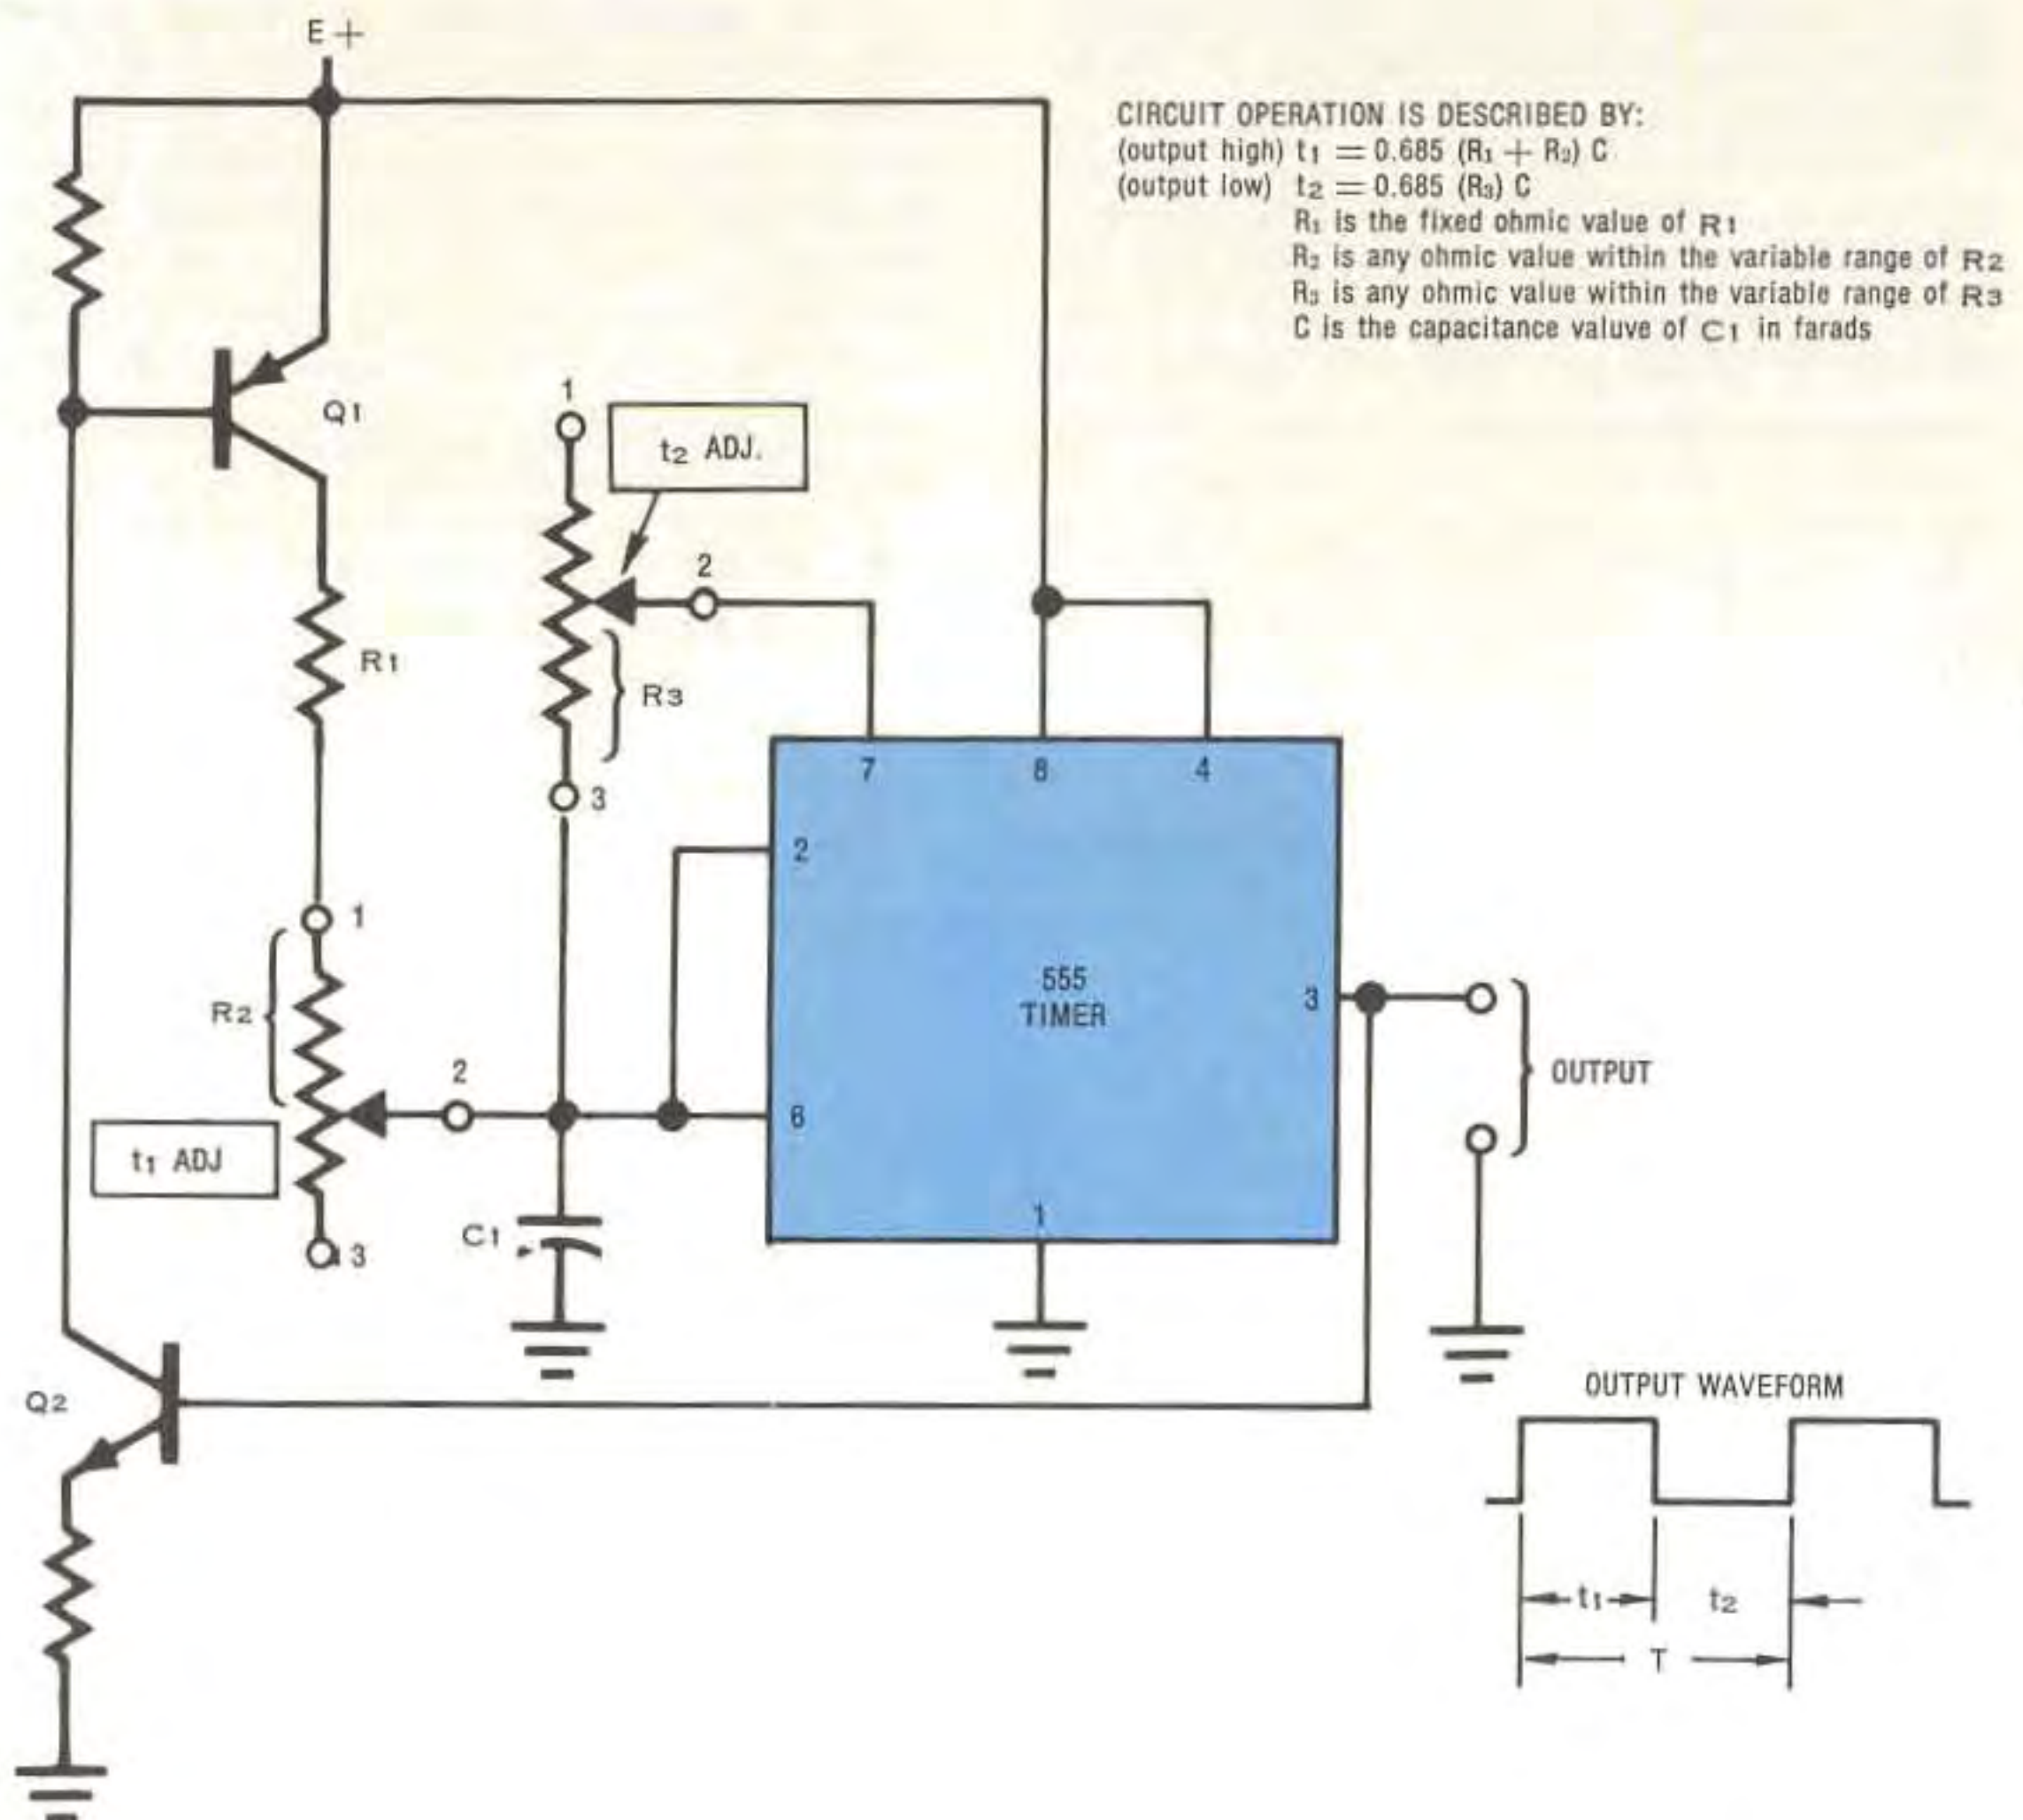 E+
CIRCUIT OPERATION IS DESCRIBED BY:
(output high) t1 = 0.685 (R1 + R2) C
(output low) t2 = 0.685 (R3) C
R1 is the fixed ohmic value of R1
R2 is any ohmic value within the variable range of R2
R3 is any ohmic value within the variable range of R3
C is the capacitance valuve of C1 in farads
Q1
1
t2 ADJ.
2
R1
R3
3
7
8
4
2
1
R2
555
TIMER
3
2
6
OUTPUT
t1 ADJ
C1
1
3
Q2
OUTPUT WAVEFORM
t1
t2
T